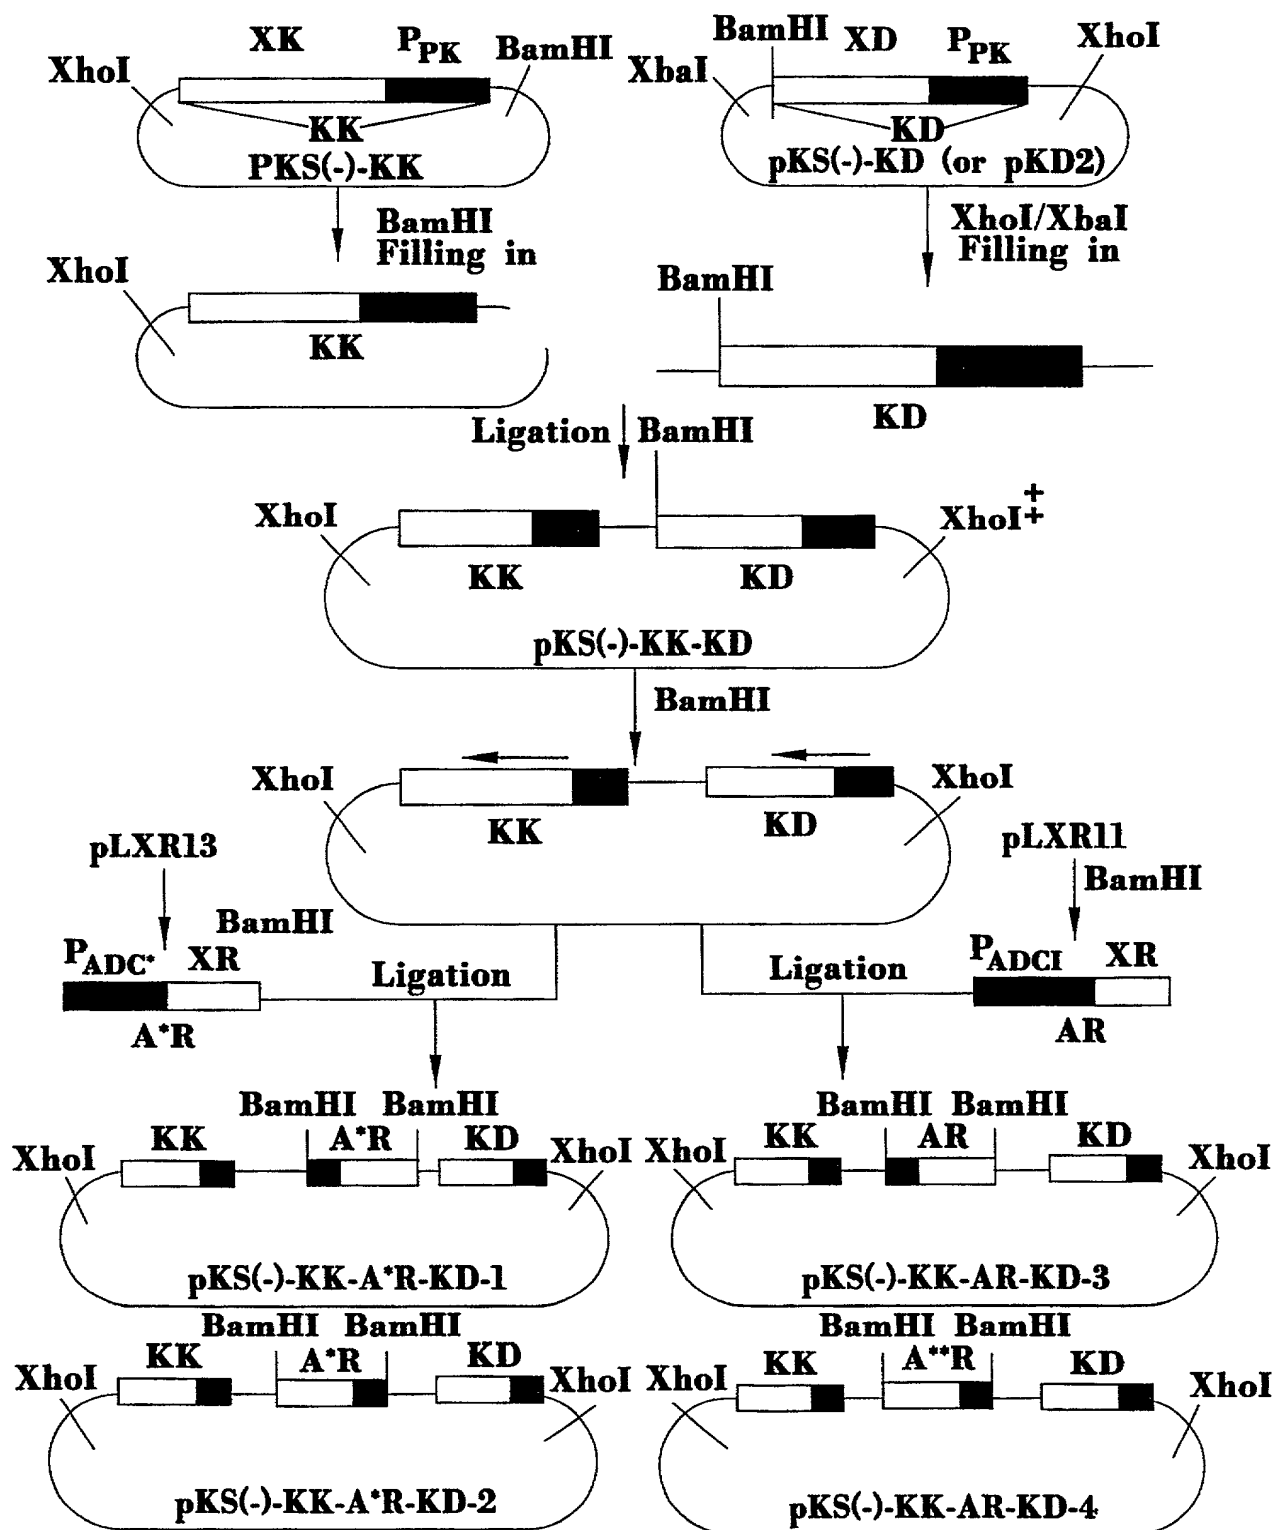 XK
P_PK
XhoI
BamHI
KK
PKS(-)-KK
BamHI
XD
P_PK
XhoI
XbaI
KD
pKS(-)-KD (or pKD2)
BamHI
Filling in
XhoI/XbaI
Filling in
XhoI
KK
BamHI
KD
Ligation
BamHI
XhoI
XhoI‡
KK
KD
pKS(-)-KK-KD
BamHI
XhoI
XhoI
KK
KD
pLXR13
BamHI
P_ADC*
XR
A*R
Ligation
pLXR11
BamHI
P_ADCI
XR
AR
Ligation
BamHI BamHI
KK
A*R
KD
XhoI
XhoI
pKS(-)-KK-A*R-KD-1
BamHI BamHI
KK
AR
KD
XhoI
XhoI
pKS(-)-KK-AR-KD-3
BamHI BamHI
KK
A*R
KD
XhoI
XhoI
pKS(-)-KK-A*R-KD-2
BamHI BamHI
KK
A**R
KD
XhoI
XhoI
pKS(-)-KK-AR-KD-4